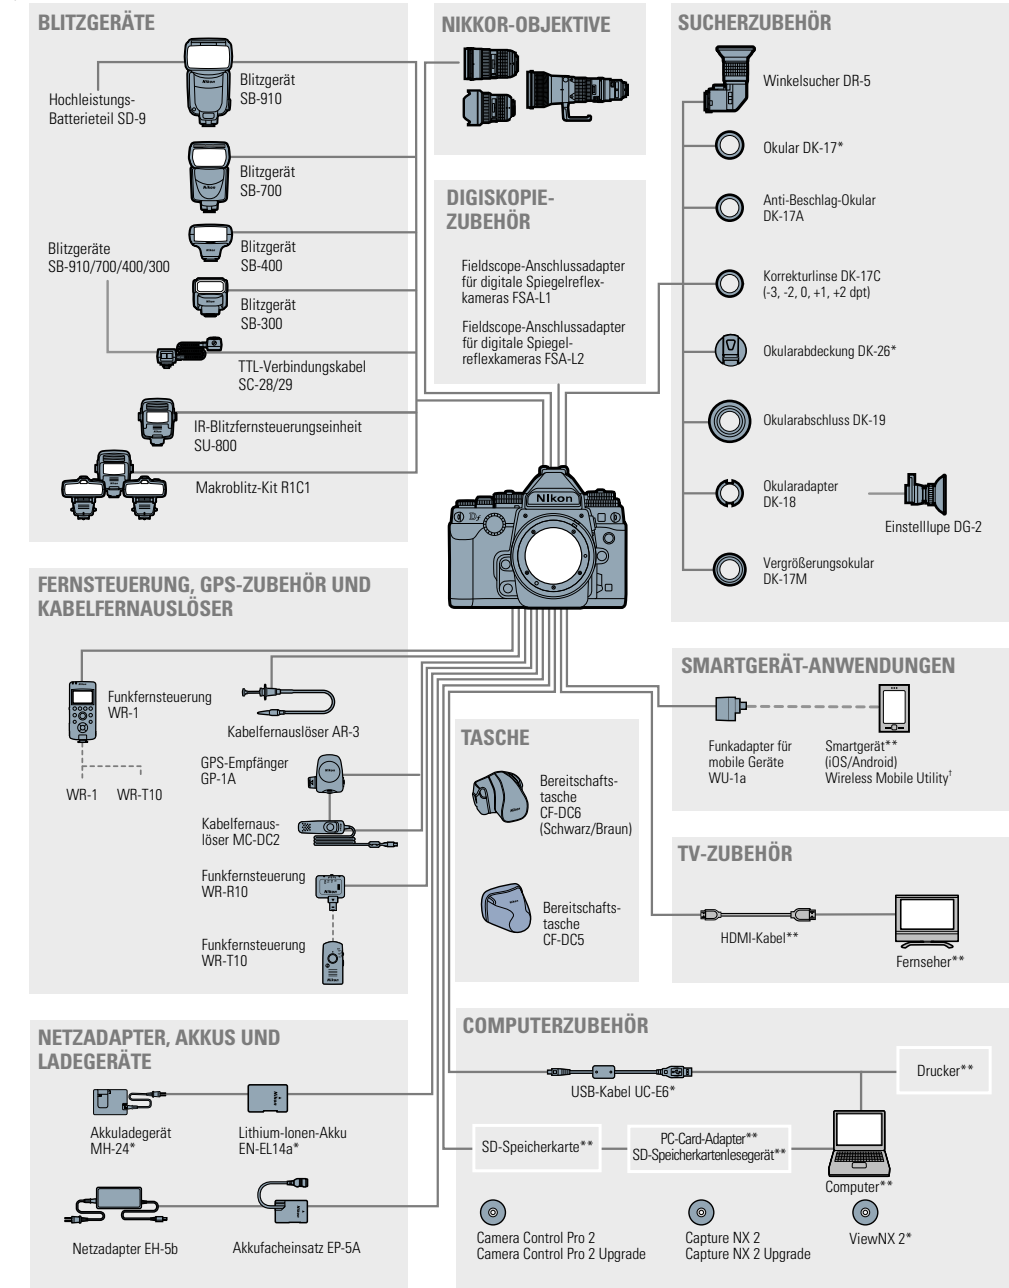 BLITZGERÄTE
Hochleistungs-
Batterieteil SD-9
Blitzgerät
SB-910
Blitzgerät
SB-700
Blitzgeräte
SB-910/700/400/300
Blitzgerät
SB-400
Blitzgerät
SB-300
TTL-Verbindungskabel
SC-28/29
IR-Blitzfernsteuerungseinheit
SU-800
Makroblitz-Kit R1C1
NIKKOR-OBJEKTIVE
DIGISKOPIE-
ZUBEHÖR
Fieldscope-Anschlussadapter
für digitale Spiegelreflex-
kameras FSA-L1
Fieldscope-Anschlussadapter
für digitale Spiegel-
reflexkameras FSA-L2
SUCHERZUBEHÖR
Winkelsucher DR-5
Okular DK-17*
Anti-Beschlag-Okular
DK-17A
Korrekturlinse DK-17C
(-3, -2, 0, +1, +2 dpt)
Okularabdeckung DK-26*
Okularabschluss DK-19
Okularadapter
DK-18
Einstelllupe DG-2
Vergrößerungsokular
DK-17M
Nikon
Df
FERNSTEUERUNG, GPS-ZUBEHÖR UND
KABELFERNAUSLÖSER
Funkfernsteuerung
WR-1
WR-1 WR-T10
Kabelfernauslöser AR-3
GPS-Empfänger
GP-1A
Kabelfernaus-
löser MC-DC2
Funkfernsteuerung
WR-R10
Funkfernsteuerung
WR-T10
TASCHE
Bereitschafts-
tasche
CF-DC6
(Schwarz/Braun)
Bereitschafts-
tasche
CF-DC5
SMARTGERÄT-ANWENDUNGEN
Funkadapter für
mobile Geräte
WU-1a
Smartgerät**
(iOS/Android)
Wireless Mobile Utility†
TV-ZUBEHÖR
HDMI-Kabel**
Fernseher**
NETZADAPTER, AKKUS UND
LADEGERÄTE
Akkuladegerät
MH-24*
Lithium-Ionen-Akku
EN-EL14a*
Netzadapter EH-5b
Akkufacheinsatz EP-5A
COMPUTERZUBEHÖR
USB-Kabel UC-E6*
Drucker**
SD-Speicherkarte**
PC-Card-Adapter**
SD-Speicherkartenlesegerät**
Computer**
Camera Control Pro 2
Camera Control Pro 2 Upgrade
Capture NX 2
Capture NX 2 Upgrade
ViewNX 2*